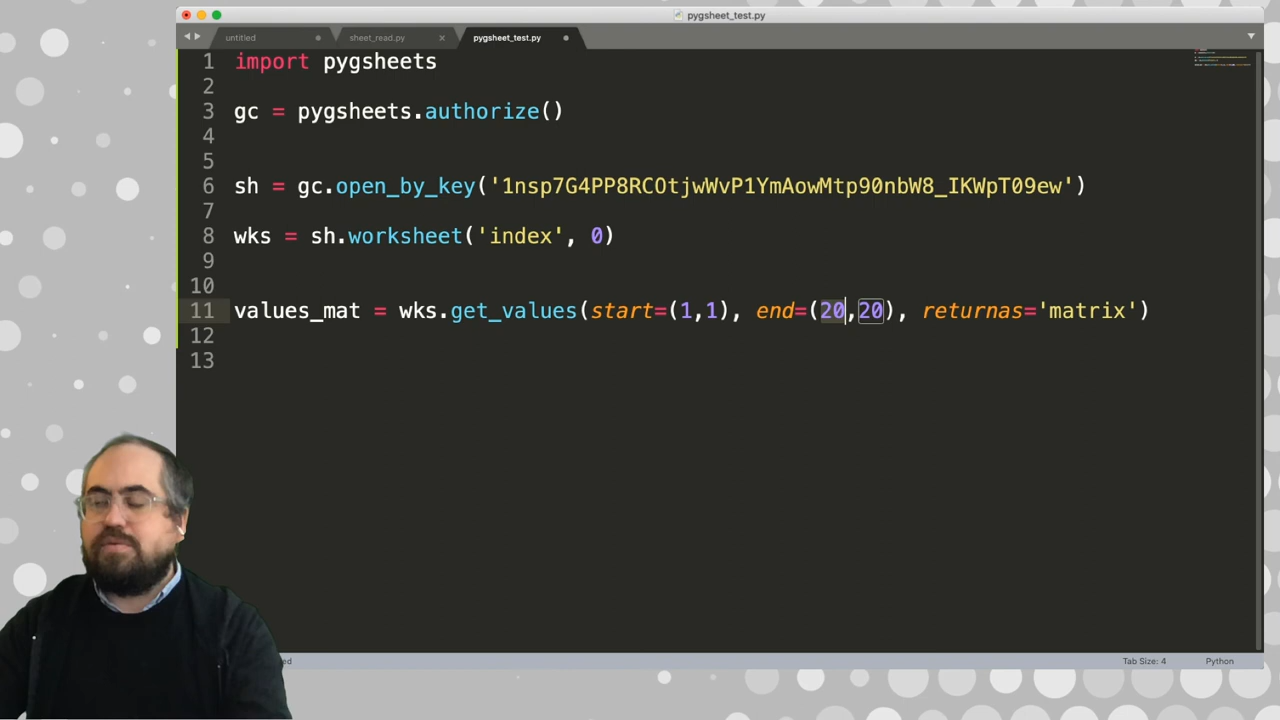 pygsheet_test.py
untitled
sheet_read.py
pygsheet_test.py
1 import pygsheets
2
3 gc = pygsheets.authorize()
4
5
6 sh = gc.open_by_key('1nsp7G4PP8RCOtjwWvP1YmAowMtp90nbW8_IKWpT09ew')
7
8 wks = sh.worksheet('index', 0)
9
10
11 values_mat = wks.get_values(start=(1,1), end=(20,20), returnas='matrix')
12
13
Tab Size: 4
Python